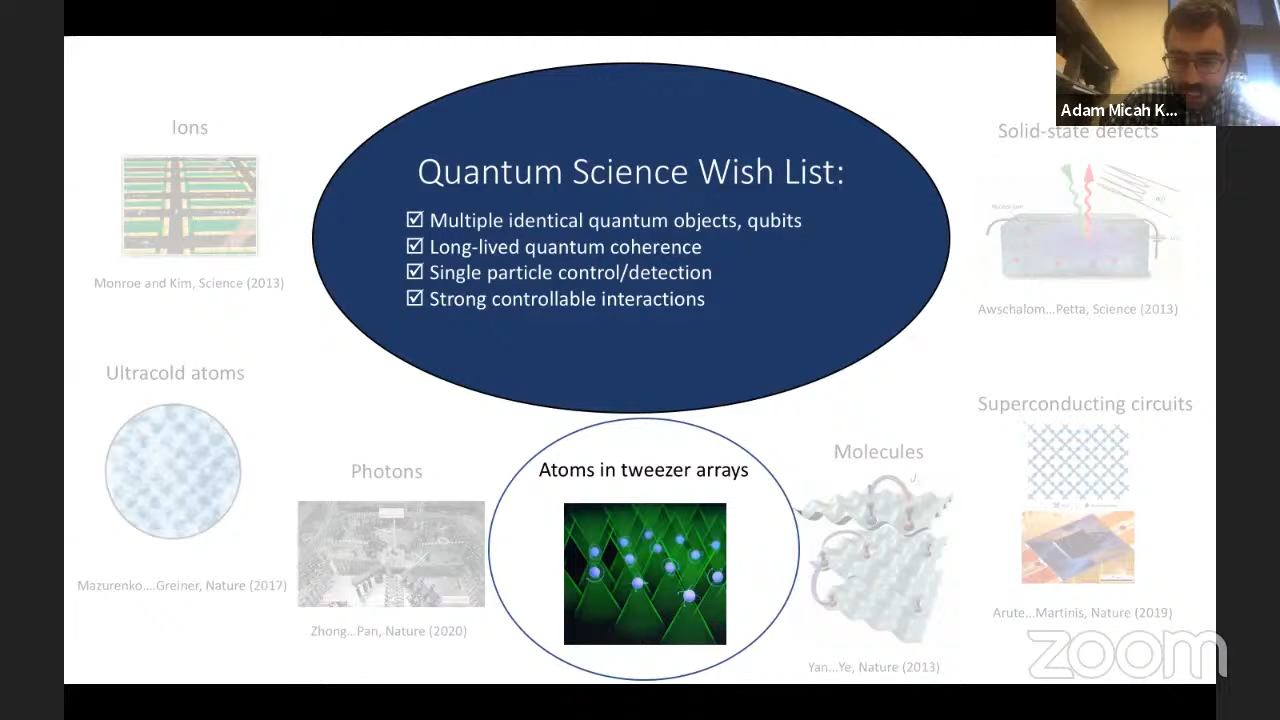 Adam Micah K...
Ions
Monroe and Kim, Science (2013)
Quantum Science Wish List:
☑ Multiple identical quantum objects, qubits
☑ Long-lived quantum coherence
☑ Single particle control/detection
☑ Strong controllable interactions
Solid-state defects
Awschalom...Petta, Science (2013)
Ultracold atoms
Mazurenko....Greiner, Nature (2017)
Photons
Zhong...Pan, Nature (2020)
Atoms in tweezer arrays
Molecules
Yan...Ye, Nature (2013)
Superconducting circuits
Arute...Martinis, Nature (2019)
zoom